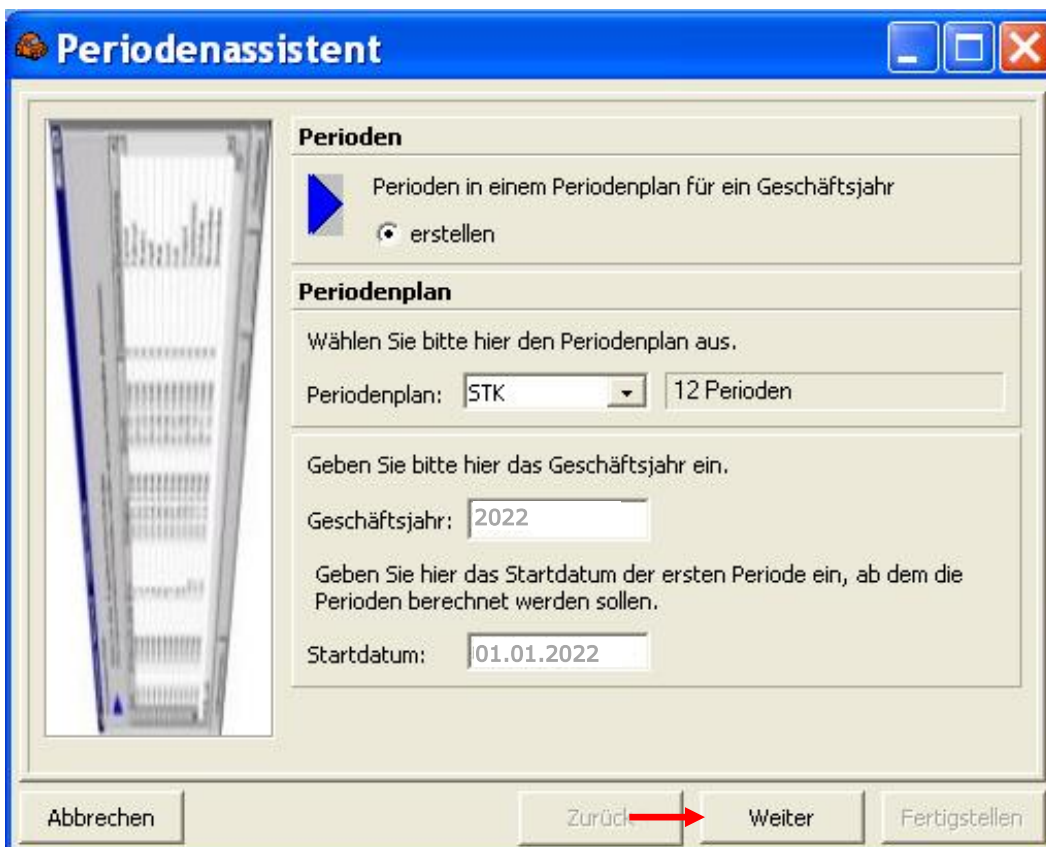 Periodenassistent
Perioden
Perioden in einem Periodenplan für ein Geschäftsjahr
erstellen
Periodenplan
Wählen Sie bitte hier den Periodenplan aus.
Periodenplan: STK 12 Perioden
Geben Sie bitte hier das Geschäftsjahr ein.
Geschäftsjahr: 2022
Geben Sie hier das Startdatum der ersten Periode ein, ab dem die
Perioden berechnet werden sollen.
Startdatum: 01.01.2022
Abbrechen Zurück Weiter Fertigstellen